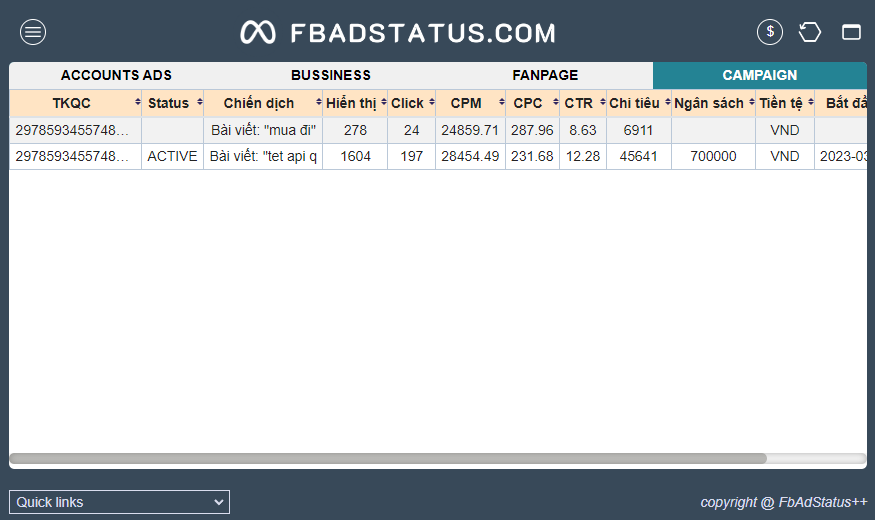 FBADSTATUS.COM
$
ACCOUNTS ADS BUSSINESS FANPAGE CAMPAIGN
TKQC Status Chiến dịch Hiển thị Click CPM CPC CTR Chi tiêu Ngân sách Tiền tệ Bắt đầ
2978593455748... Bài viết: "mua đi" 278 24 24859.71 287.96 8.63 6911 VND
2978593455748... ACTIVE Bài viết: "tet api q 1604 197 28454.49 231.68 12.28 45641 700000 VND 2023-03
Quick links
copyright @ FbAdStatus++